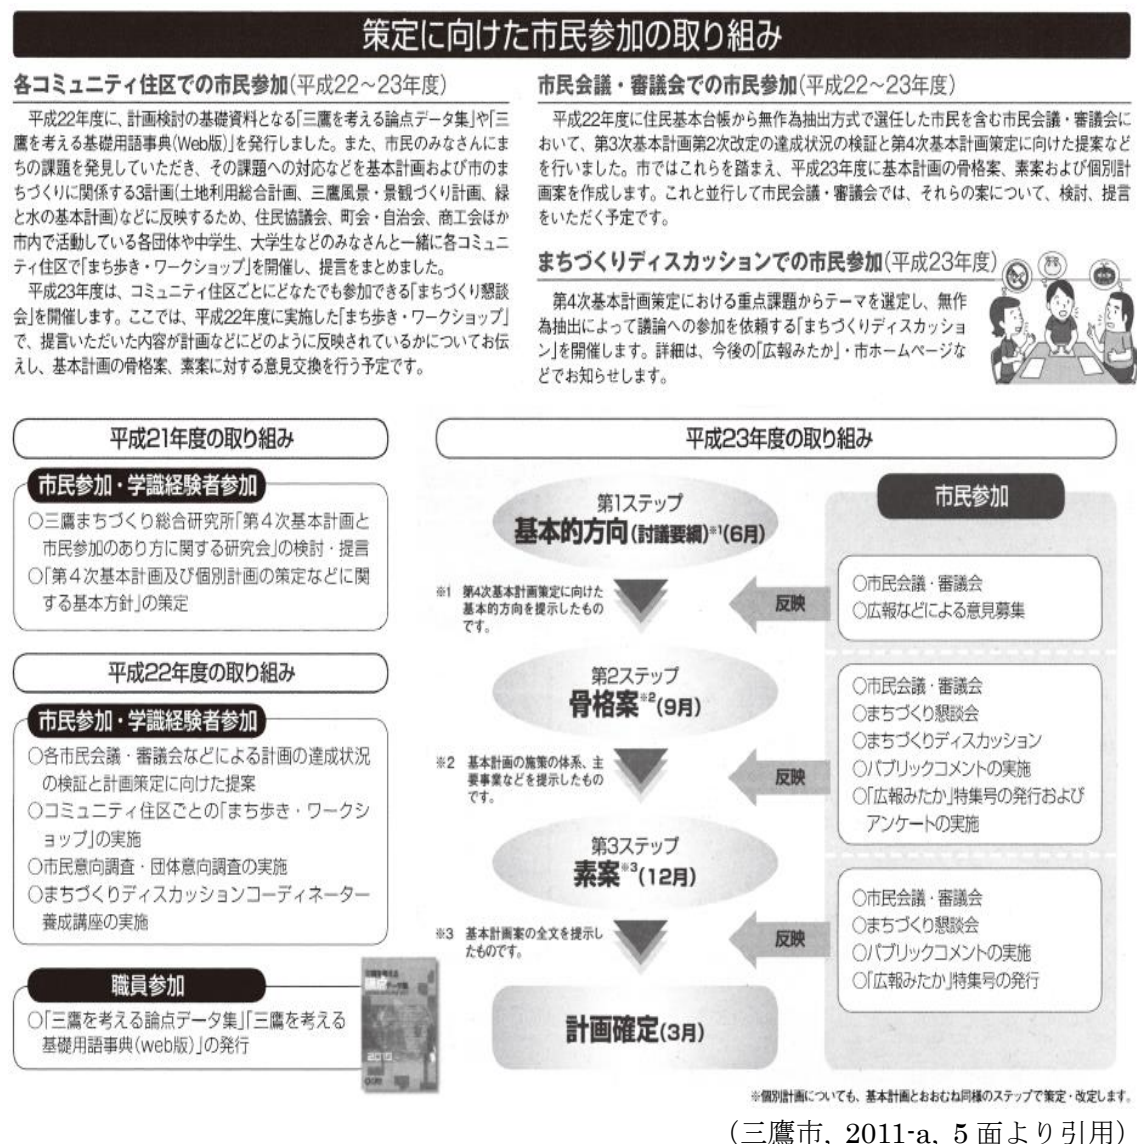 策定に向けた市民参加の取り組み
各コミュニティ住区での市民参加(平成22～23年度)
　平成22年度に、計画検討の基礎資料となる「三鷹を考える論点データ集」や「三
鷹を考える基礎用語事典(Web版)」を発行しました。また、市民のみなさんにま
ちの課題を発見していただき、その課題への対応などを基本計画および市のま
ちづくりに関係する3計画(土地利用総合計画、三鷹風景・景観づくり計画、緑
と水の基本計画)などに反映するため、住民協議会、町会・自治会、商工会ほか
市内で活動している各団体や中学生、大学生などのみなさんと一緒に各コミュニ
ティ住区で「まち歩き・ワークショップ」を開催し、提言をまとめました。
　平成23年度は、コミュニティ住区ごとにどなたでも参加できる「まちづくり懇談
会」を開催します。ここでは、平成22年度に実施した「まち歩き・ワークショップ」
で、提言いただいた内容が計画などにどのように反映されているかについてお伝
えし、基本計画の骨格案、素案に対する意見交換を行う予定です。
市民会議・審議会での市民参加(平成22～23年度)
　平成22年度に住民基本台帳から無作為抽出方式で選任した市民を含む市民会議・審議会に
おいて、第3次基本計画第2次改定の達成状況の検証と第4次基本計画策定に向けた提案など
を行いました。市ではこれらを踏まえ、平成23年度に基本計画の骨格案、素案および個別計
画案を作成します。これと並行して市民会議・審議会では、それらの案について、検討、提言
をいただく予定です。
まちづくりディスカッションでの市民参加(平成23年度)
　第4次基本計画策定における重点課題からテーマを選定し、無作
為抽出によって議論への参加を依頼する「まちづくりディスカッショ
ン」を開催します。詳細は、今後の「広報みたか」・市ホームページな
どでお知らせします。
平成21年度の取り組み
市民参加・学識経験者参加
○三鷹まちづくり総合研究所「第4次基本計画と
市民参加のあり方に関する研究会」の検討・提言
○「第4次基本計画及び個別計画の策定などに関
する基本方針」の策定
平成22年度の取り組み
市民参加・学識経験者参加
○各市民会議・審議会などによる計画の達成状況
の検証と計画策定に向けた提案
○コミュニティ住区ごとの「まち歩き・ワークシ
ョップ」の実施
○市民意向調査・団体意向調査の実施
○まちづくりディスカッションコーディネーター
養成講座の実施
職員参加
○「三鷹を考える論点データ集」「三鷹を考える
基礎用語事典(web版)」の発行
平成23年度の取り組み
第1ステップ
基本的方向(討議要綱)※1(6月)
※1 第4次基本計画策定に向けた
基本的方向を提示したもの
です。
第2ステップ
骨格案※2(9月)
※2 基本計画の施策の体系、主
要事業などを提示したもの
です。
第3ステップ
素案※3(12月)
※3 基本計画案の全文を提示し
たものです。
計画確定(3月)
市民参加
反映
○市民会議・審議会
○広報などによる意見募集
反映
○市民会議・審議会
○まちづくり懇談会
○まちづくりディスカッション
○パブリックコメントの実施
○「広報みたか」特集号の発行および
アンケートの実施
反映
○市民会議・審議会
○まちづくり懇談会
○パブリックコメントの実施
○「広報みたか」特集号の発行
※個別計画についても、基本計画とおおむね同様のステップで策定・改定します。
(三鷹市, 2011-a, 5面より引用)